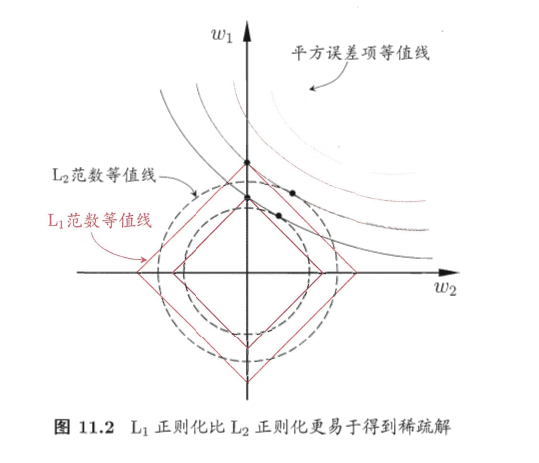 w₁
平方误差项等值线
L₂范数等值线
L₁范数等值线
w₂
图 11.2 L₁ 正则化比 L₂ 正则化更易于得到稀疏解